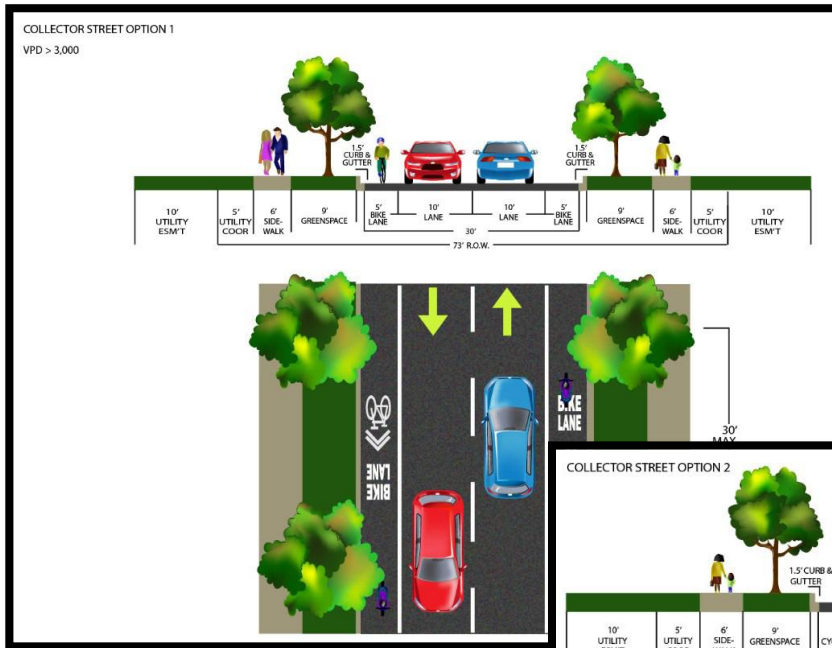 COLLECTOR STREET OPTION 1
VPD > 3,000
1.5'
CURB &
GUTTER
1.5'
CURB &
GUTTER
10'
UTILITY
ESM'T
5'
UTILITY
COOR
6'
SIDE-
WALK
9'
GREENSPACE
5'
BIKE
LANE
10'
LANE
10'
LANE
5'
BIKE
LANE
9'
GREENSPACE
6'
SIDE-
WALK
5'
UTILITY
COOR
10'
UTILITY
ESM'T
30'
73' R.O.W.
BIKE
LANE
BIKE
LANE
30'
MAX
COLLECTOR STREET OPTION 2
1.5' CURB &
GUTTER
10'
UTILITY
5'
UTILITY
6'
SIDE-
9'
GREENSPACE